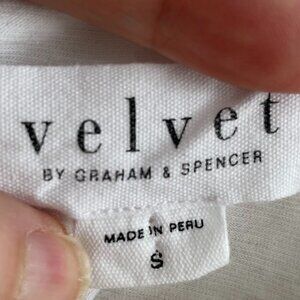 velvet
BY GRAHAM & SPENCER
MADE IN PERU
S